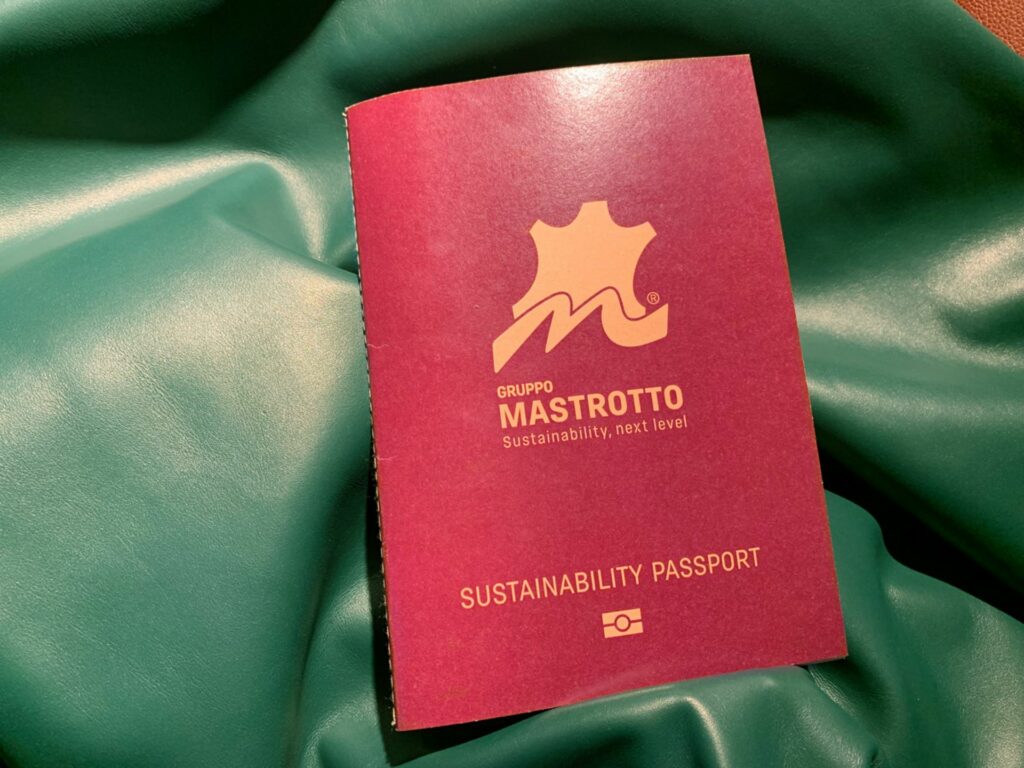 ®
GRUPPO
MASTROTTO
Sustainability, next level
SUSTAINABILITY PASSPORT